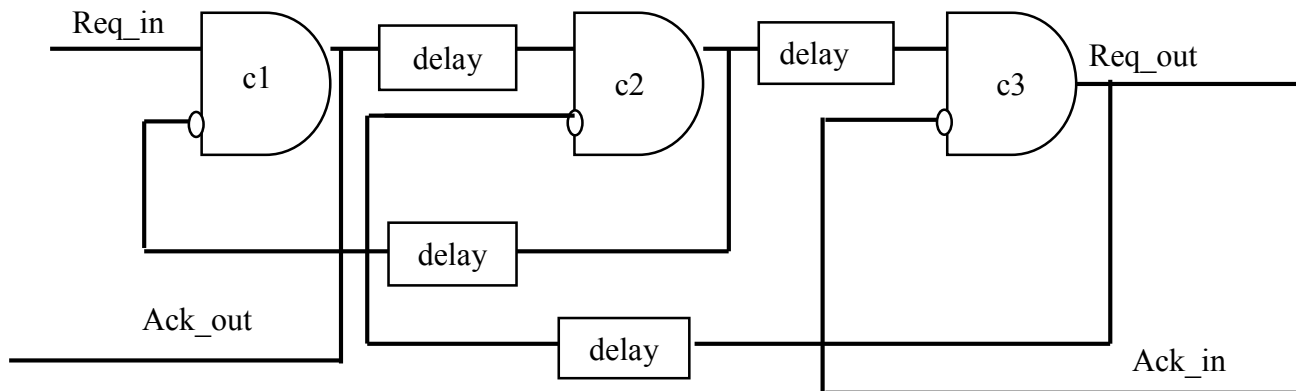 Req_in
delay
delay
c1
c2
c3
Req_out
delay
Ack_out
delay
Ack_in